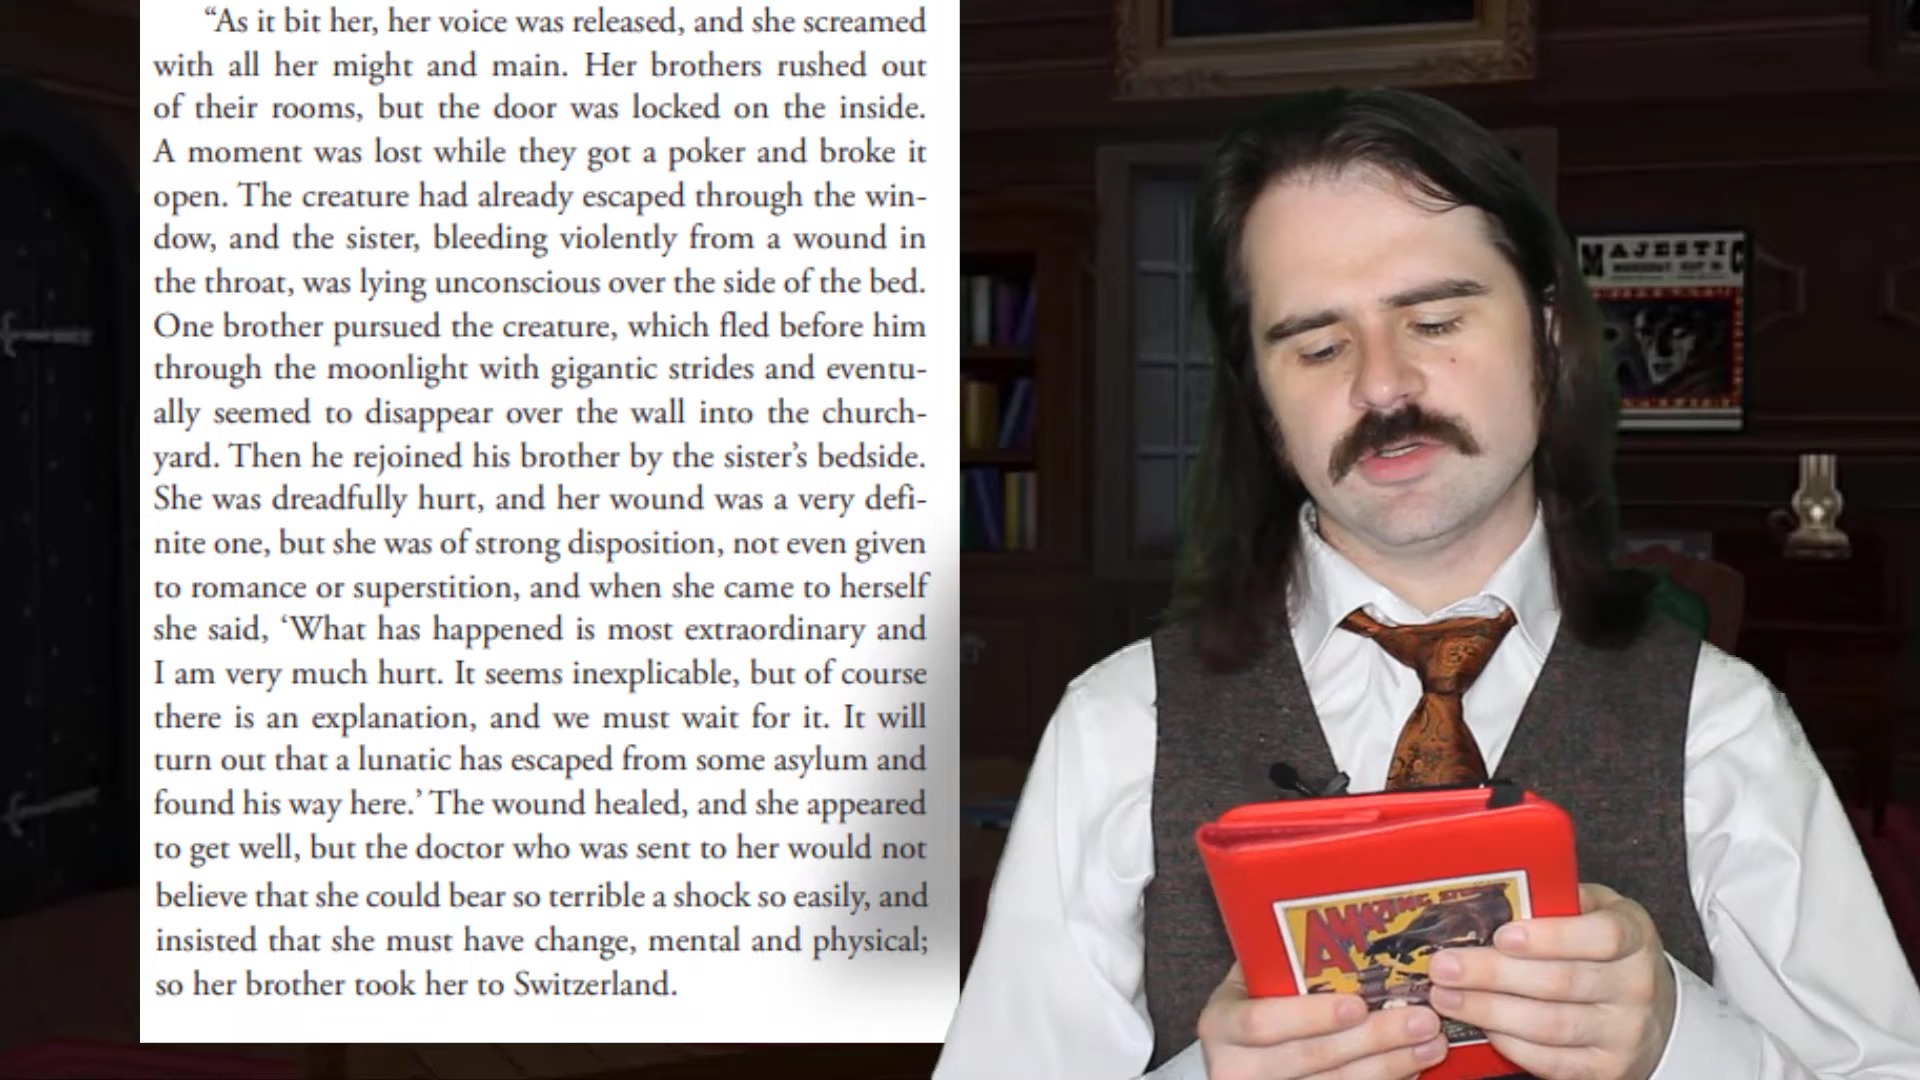 “As it bit her, her voice was released, and she screamed
with all her might and main. Her brothers rushed out
of their rooms, but the door was locked on the inside.
A moment was lost while they got a poker and broke it
open. The creature had already escaped through the win-
dow, and the sister, bleeding violently from a wound in
the throat, was lying unconscious over the side of the bed.
One brother pursued the creature, which fled before him
through the moonlight with gigantic strides and eventu-
ally seemed to disappear over the wall into the church-
yard. Then he rejoined his brother by the sister’s bedside.
She was dreadfully hurt, and her wound was a very defi-
nite one, but she was of strong disposition, not even given
to romance or superstition, and when she came to herself
she said, ‘What has happened is most extraordinary and
I am very much hurt. It seems inexplicable, but of course
there is an explanation, and we must wait for it. It will
turn out that a lunatic has escaped from some asylum and
found his way here.’ The wound healed, and she appeared
to get well, but the doctor who was sent to her would not
believe that she could bear so terrible a shock so easily, and
insisted that she must have change, mental and physical;
so her brother took her to Switzerland.
MAJESTIC
AMAZING STORIES